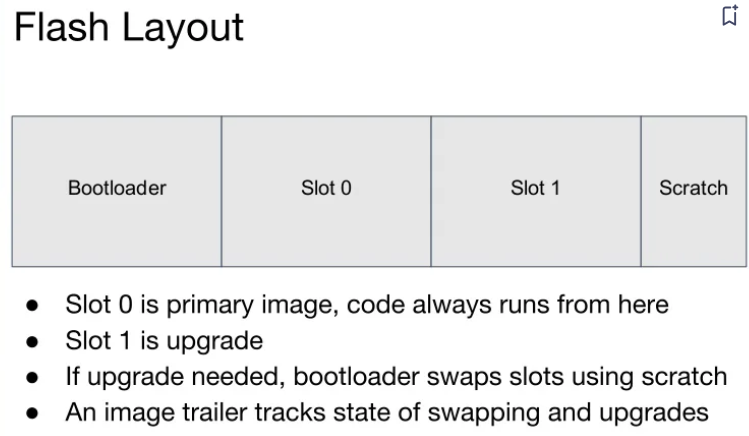 Flash Layout
Bootloader Slot 0 Slot 1 Scratch
● Slot 0 is primary image, code always runs from here
● Slot 1 is upgrade
● If upgrade needed, bootloader swaps slots using scratch
● An image trailer tracks state of swapping and upgrades